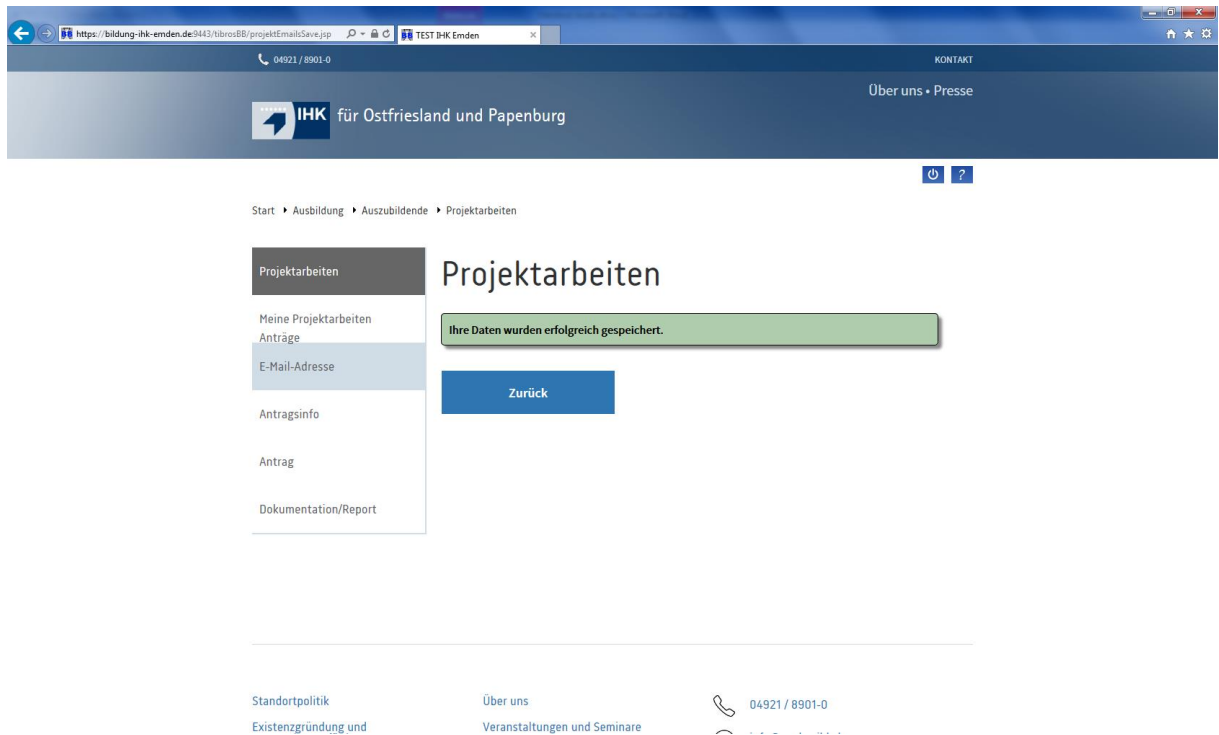 https://bildung-ihk-emden.de:9443/tibrosBB/projektEmailsSave.jsp
TEST IHK Emden
04921 / 8901-0
KONTAKT
Über uns • Presse
IHK für Ostfriesland und Papenburg
?
Start ▸ Ausbildung ▸ Auszubildende ▸ Projektarbeiten
Projektarbeiten
Meine Projektarbeiten
Anträge
E-Mail-Adresse
Antragsinfo
Antrag
Dokumentation/Report
Projektarbeiten
Ihre Daten wurden erfolgreich gespeichert.
Zurück
Standortpolitik
Existenzgründung und
Über uns
Veranstaltungen und Seminare
04921 / 8901-0